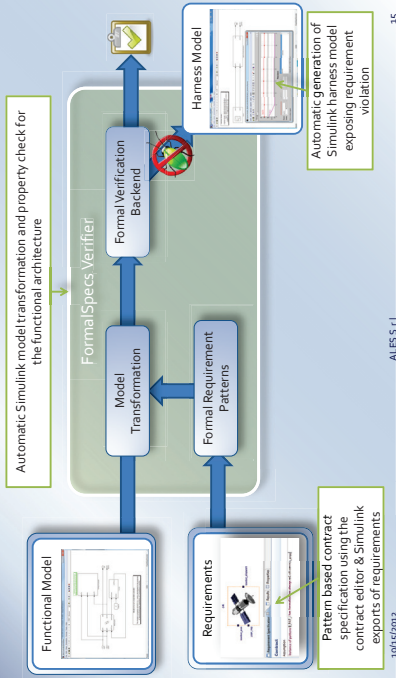 Automatic Simulink model transformation and property check for
the functional architecture
Functional Model
FormalSpecs Verifier
Model
Transformation
Formal Verification
Backend
Formal Requirement
Patterns
Requirements
Contract
Harness Model
Pattern based contract
specification using the
contract editor & Simulink
exports of requirements
Automatic generation of
Simulink harness model
exposing requirement
violation
10/15/2013
ALES S.r.l.
15